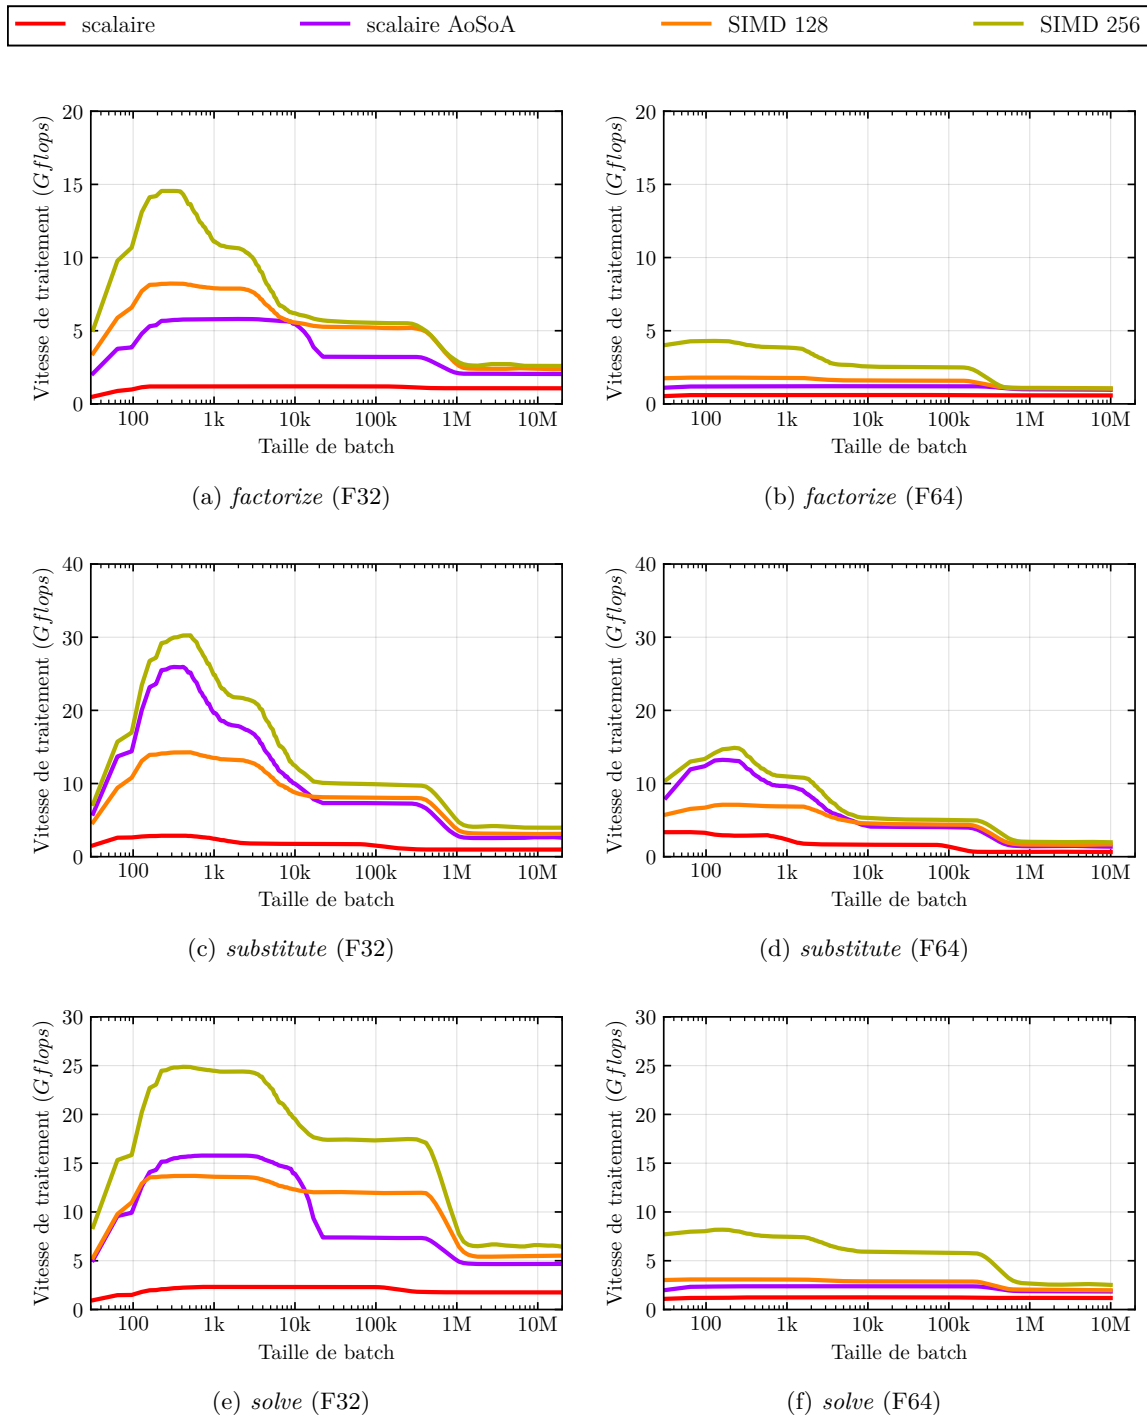 scalaire scalaire AoSoA SIMD 128 SIMD 256
Vitesse de traitement (Gflops)
20
15
10
5
0
100 1k 10k 100k 1M 10M
Taille de batch
(a) factorize (F32)
Vitesse de traitement (Gflops)
20
15
10
5
0
100 1k 10k 100k 1M 10M
Taille de batch
(b) factorize (F64)
Vitesse de traitement (Gflops)
40
30
20
10
0
100 1k 10k 100k 1M 10M
Taille de batch
(c) substitute (F32)
Vitesse de traitement (Gflops)
40
30
20
10
0
100 1k 10k 100k 1M 10M
Taille de batch
(d) substitute (F64)
Vitesse de traitement (Gflops)
30
25
20
15
10
5
0
100 1k 10k 100k 1M 10M
Taille de batch
(e) solve (F32)
Vitesse de traitement (Gflops)
30
25
20
15
10
5
0
100 1k 10k 100k 1M 10M
Taille de batch
(f) solve (F64)